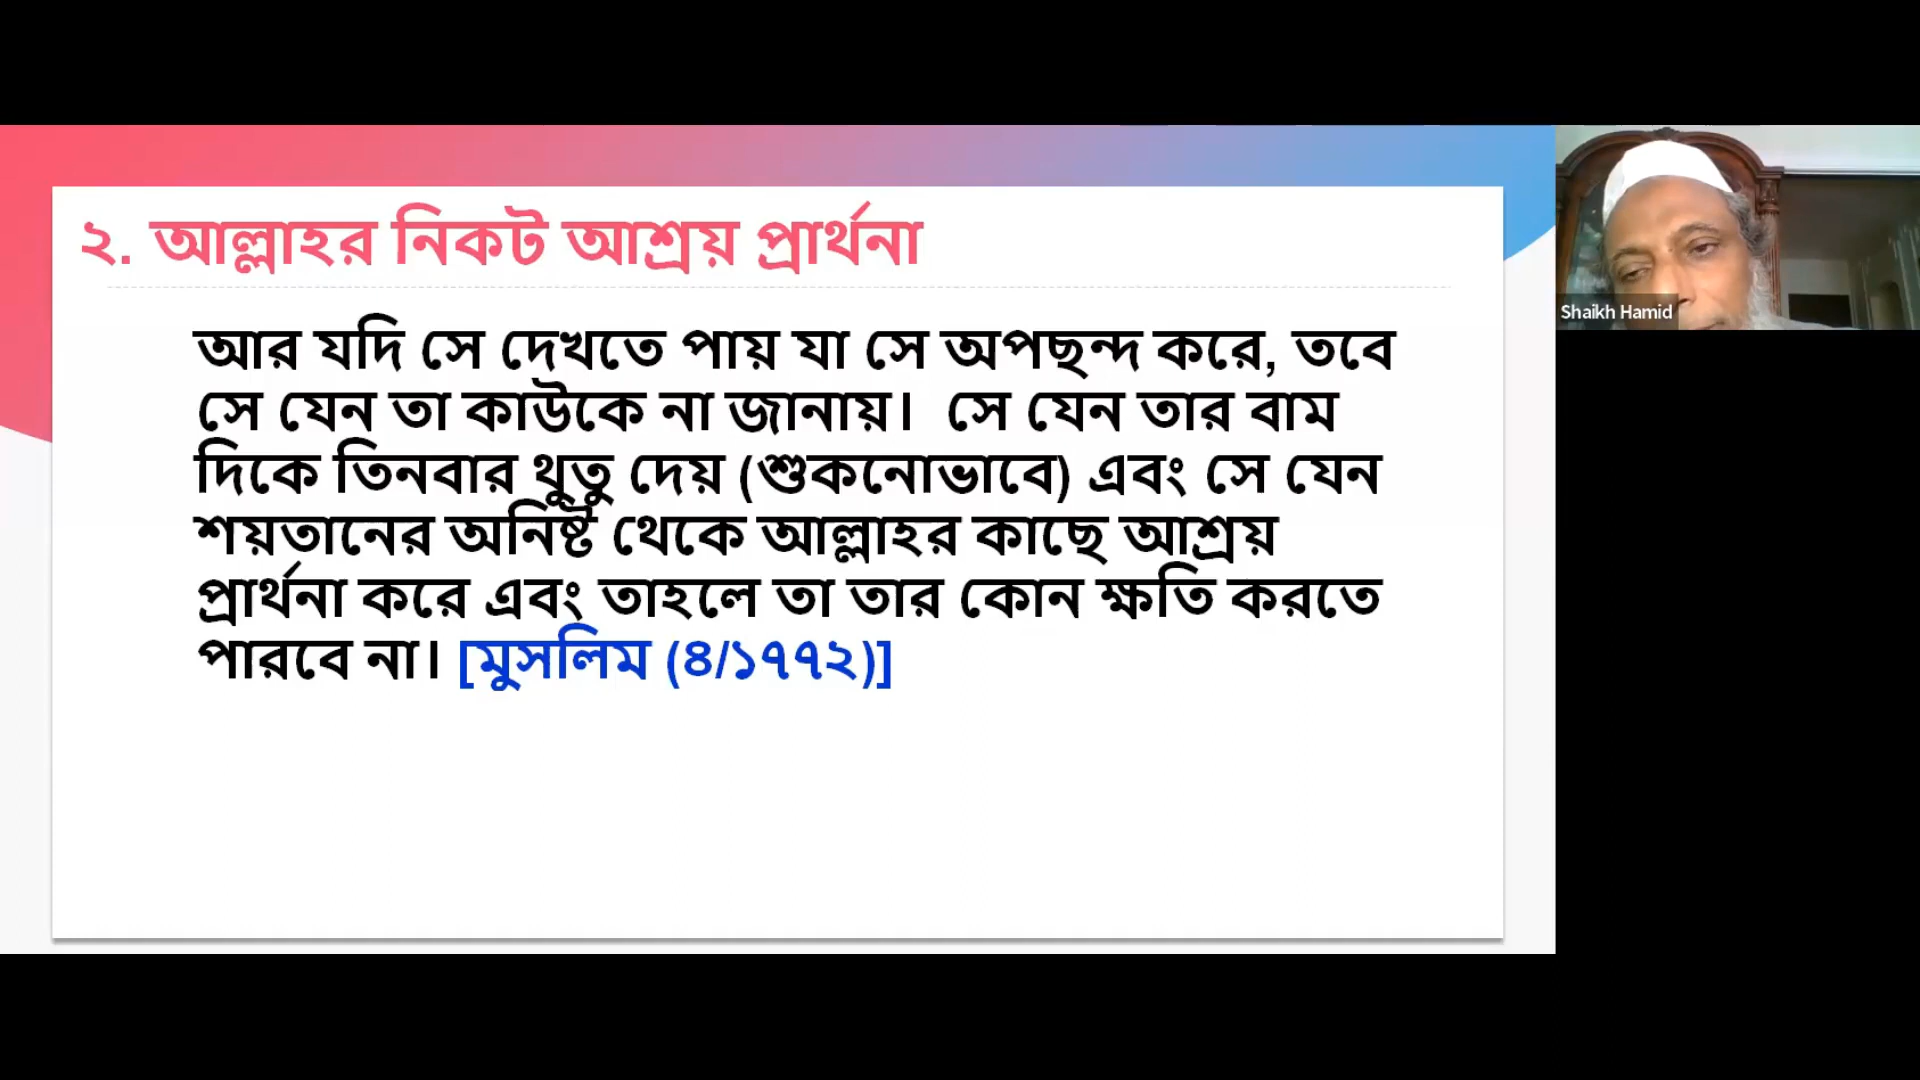 ২. আল্লাহর নিকট আশ্রয় প্রার্থনা
আর যদি সে দেখতে পায় যা সে অপছন্দ করে, তবে
সে যেন তা কাউকে না জানায়। সে যেন তার বাম
দিকে তিনবার থুতু দেয় (শুকনোভাবে) এবং সে যেন
শয়তানের অনিষ্ট থেকে আল্লাহর কাছে আশ্রয়
প্রার্থনা করে এবং তাহলে তা তার কোন ক্ষতি করতে
পারবে না। [মুসলিম (৪/১৭৭২)]
Shaikh Hamid